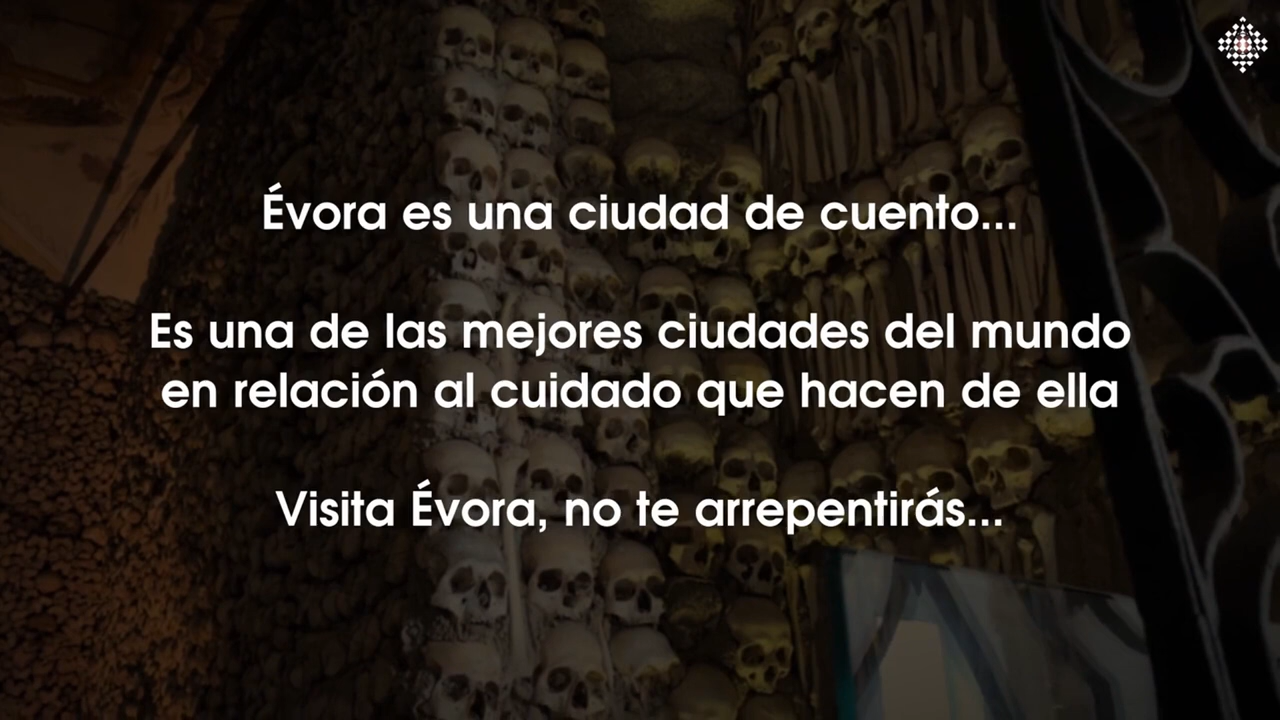 Évora es una ciudad de cuento...
Es una de las mejores ciudades del mundo
en relación al cuidado que hacen de ella
Visita Évora, no te arrepentirás...